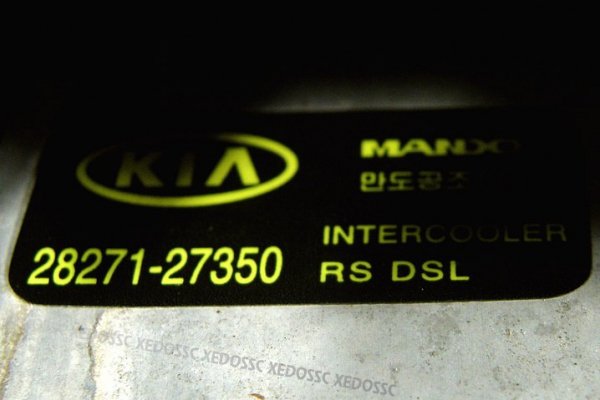 KIA
MANDO
만도공조
28271-27350
INTERCOOLER
RS DSL
XEDOSSC XEDOSSC XEDOSSC XEDOSSC